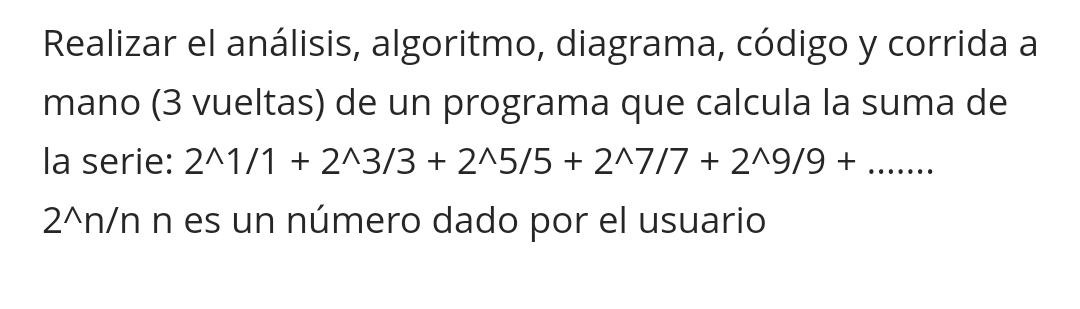 Realizar el análisis, algoritmo, diagrama, código y corrida a
mano (3 vueltas) de un programa que calcula la suma de
la serie: 2^1/1 + 2^3/3 + 2^5/5 + 2^7/7 + 2^9/9 + .......
2^n/n n es un número dado por el usuario